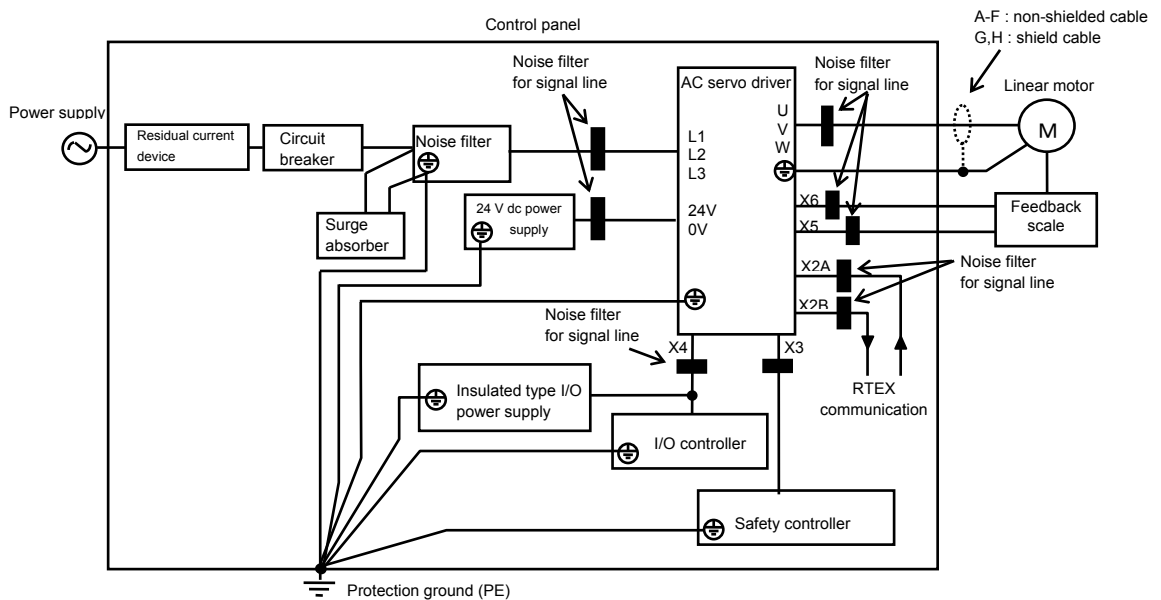 A-F : non-shielded cable
G,H : shield cable
Control panel
Noise filter
for signal line
Noise filter
for signal line
Linear motor
AC servo driver
Power supply
Residual current
device
Circuit
breaker
Noise filter
U
V
W
M
L1
L2
L3
24 V dc power
supply
24V
0V
X6
X5
Feedback
scale
Surge
absorber
X2A
X2B
Noise filter
for signal line
Noise filter
for signal line
X4
X3
RTEX
communication
Insulated type I/O
power supply
I/O controller
Safety controller
Protection ground (PE)